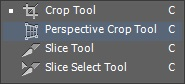 Crop Tool C
Perspective Crop Tool C
Slice Tool C
Slice Select Tool C